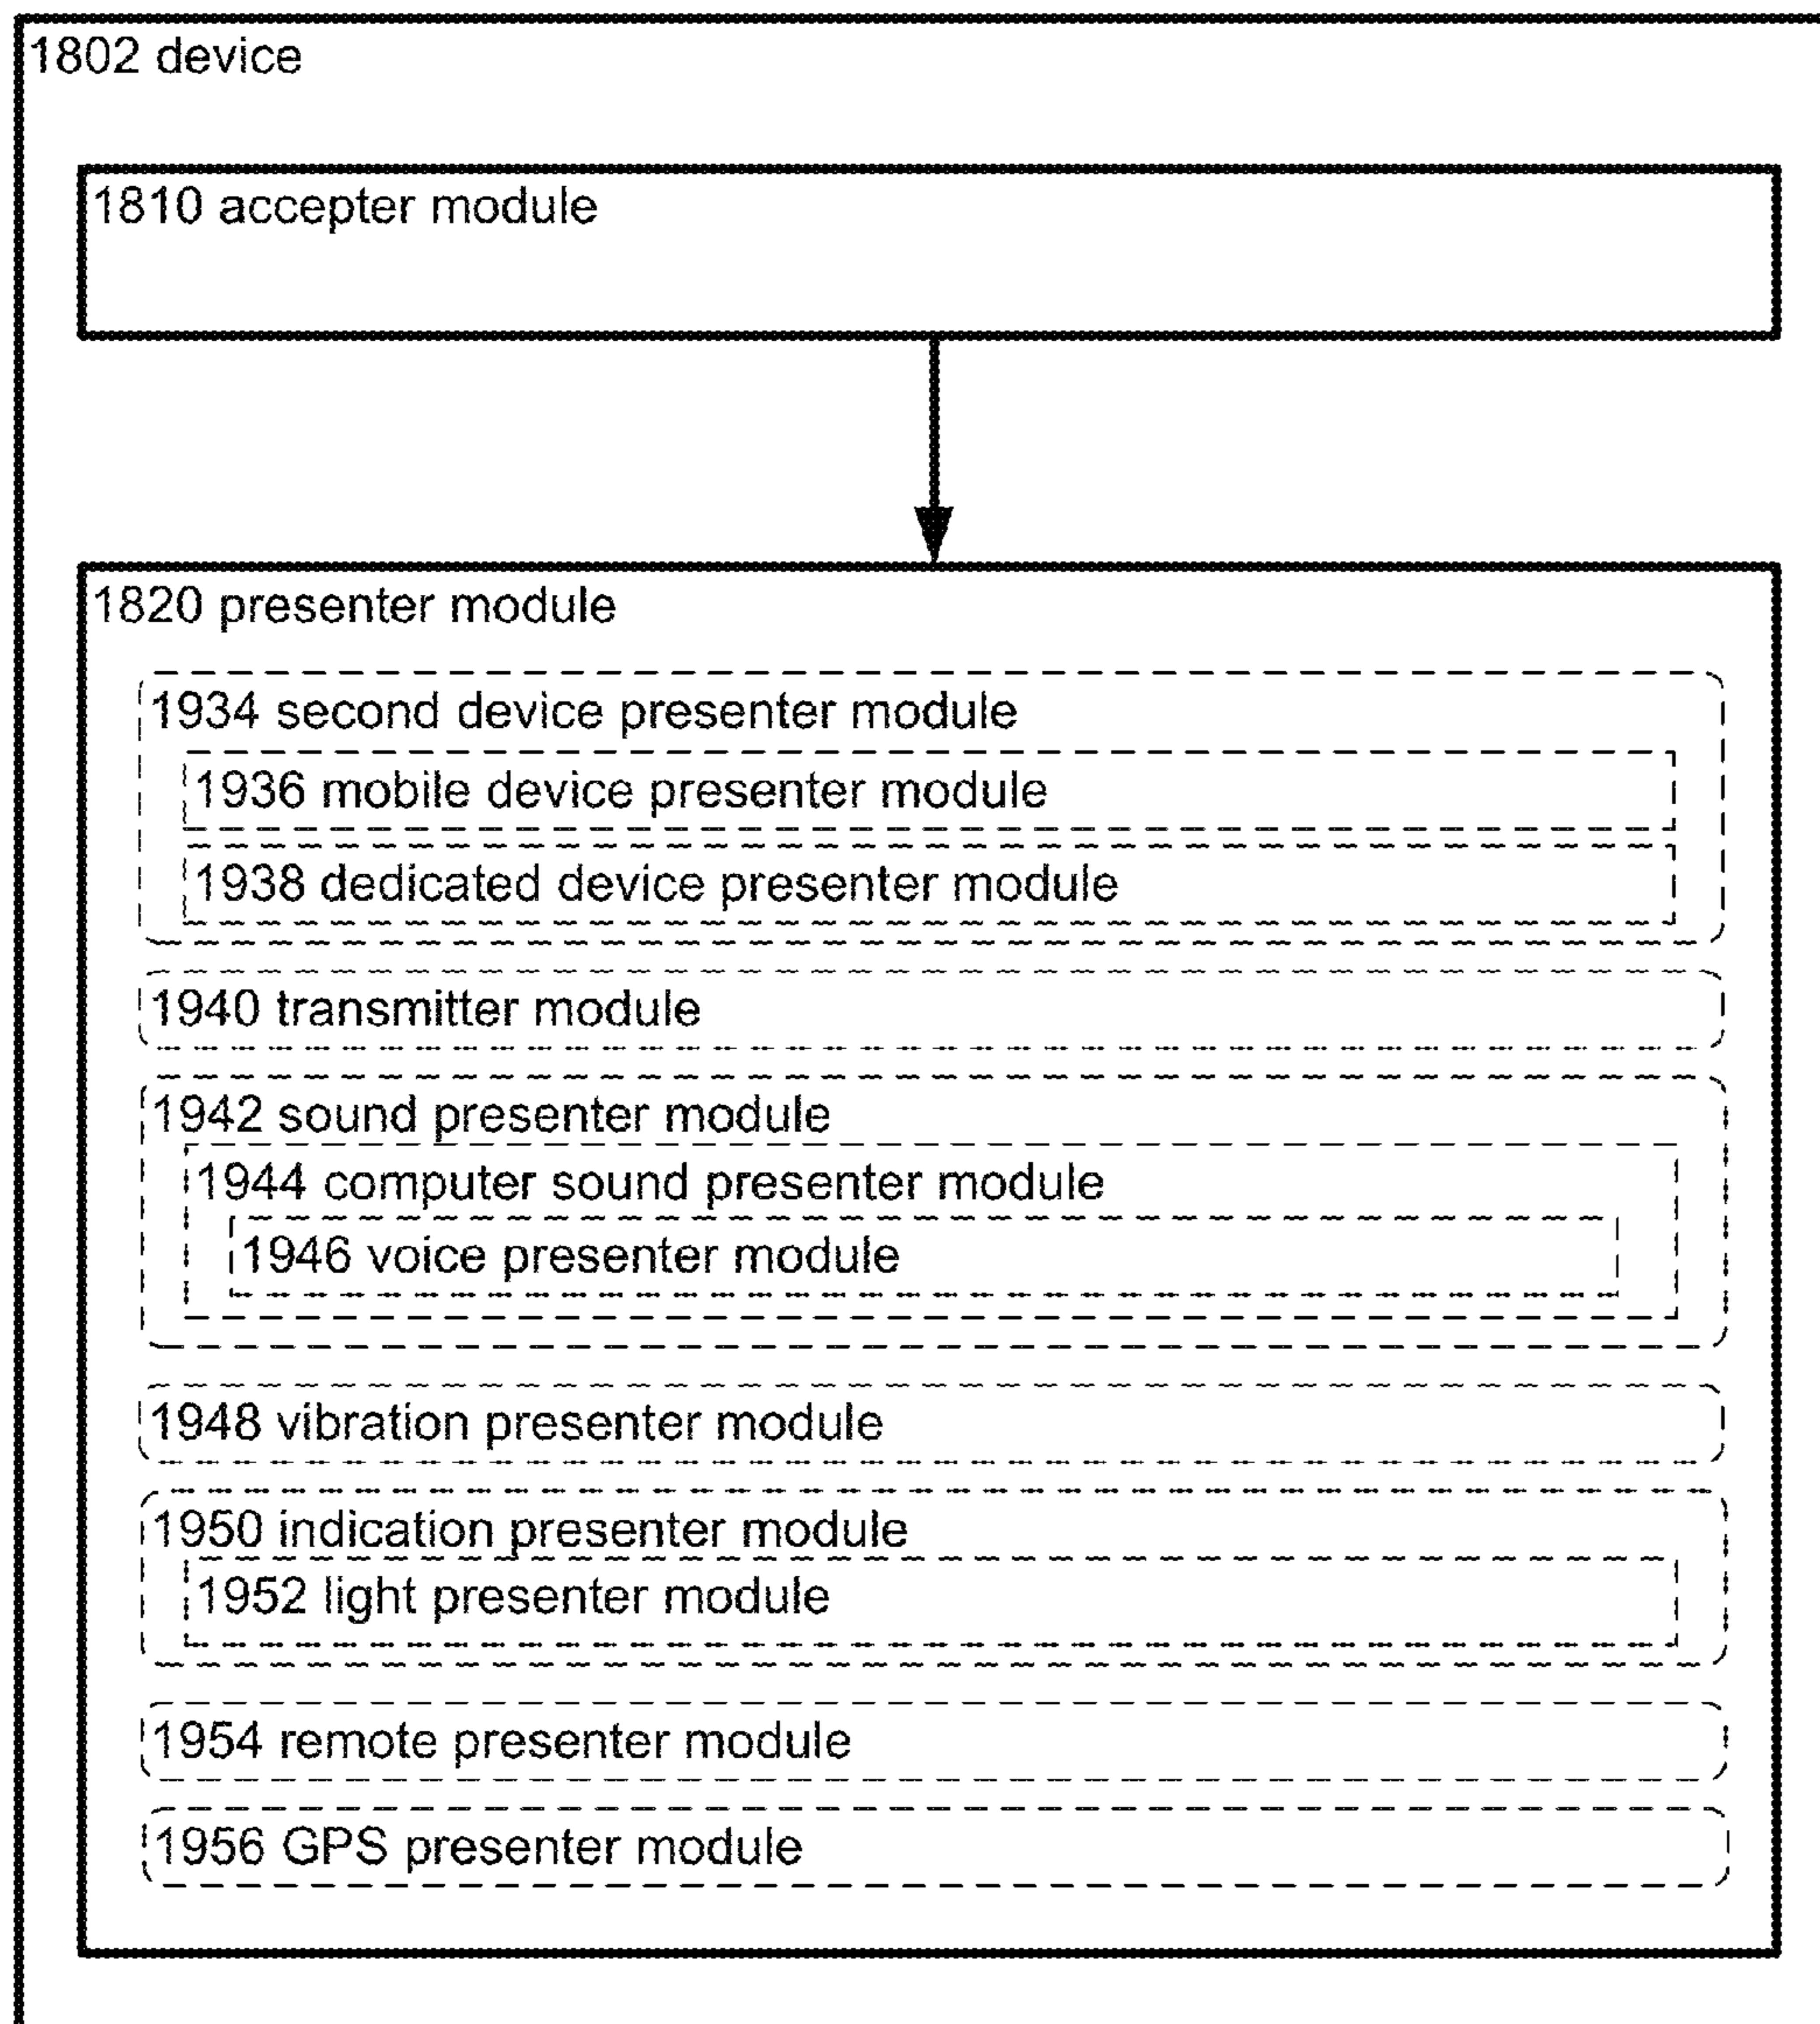 1802 device
1810 accepter module
1820 presenter module
1934 second device presenter module
1936 mobile device presenter module
1938 dedicated device presenter module
1940 transmitter module
1942 sound presenter module
1944 computer sound presenter module
1946 voice presenter module
1948 vibration presenter module
1950 indication presenter module
1952 light presenter module
1954 remote presenter module
1956 GPS presenter module